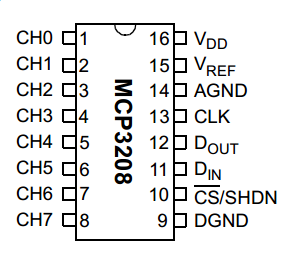 CH0 1 16 VDD
CH1 2 15 VREF
CH2 3 14 AGND
CH3 4 13 CLK
CH4 5 12 DOUT
CH5 6 11 DIN
CH6 7 10 C̅S̅/SHDN
CH7 8 9 DGND
MCP3208